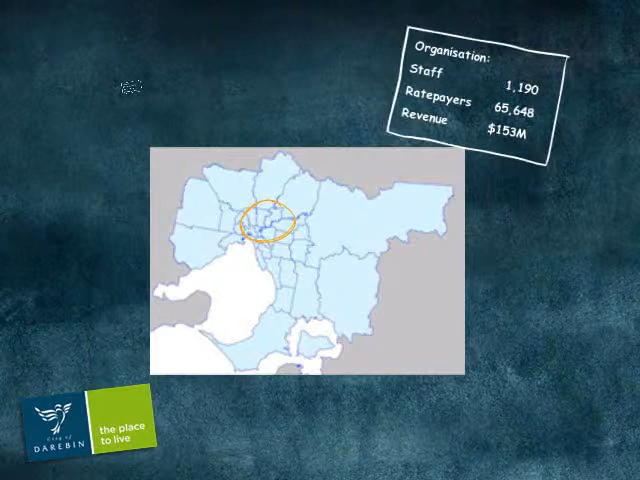 Organisation:
Staff 1,190
Ratepayers 65,648
Revenue $153M
City of
DAREBIN
the place
to live